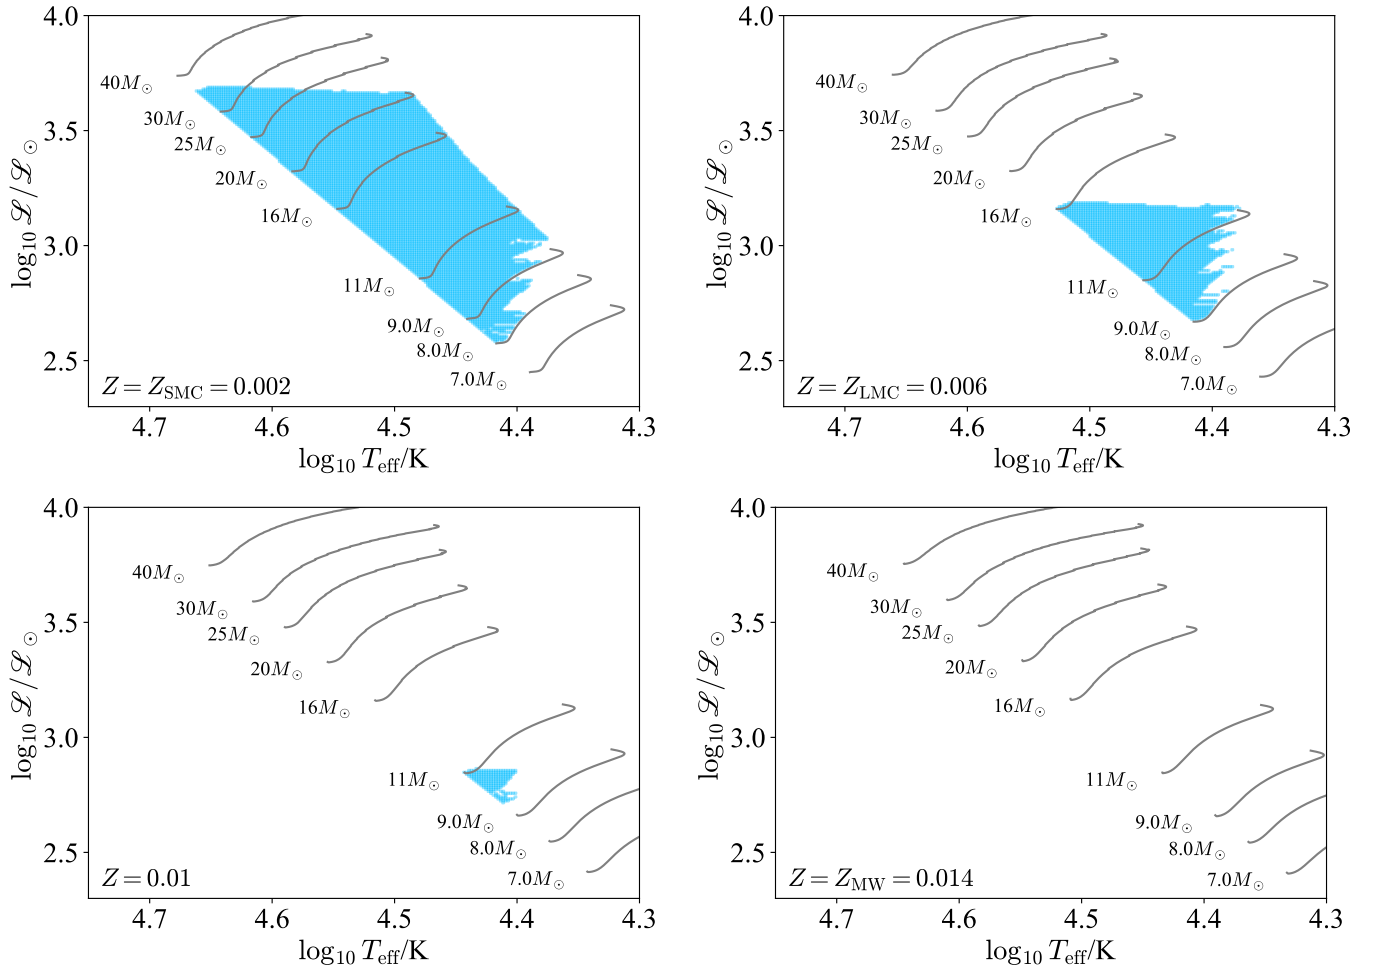 4.0
3.5
3.0
2.5
log₁₀ ℒ/ℒ⊙
40M⊙
30M⊙
25M⊙
20M⊙
16M⊙
11M⊙
9.0M⊙
8.0M⊙
7.0M⊙
Z = Z_SMC = 0.002
4.7 4.6 4.5 4.4 4.3
log₁₀ T_eff/K
4.0
3.5
3.0
2.5
log₁₀ ℒ/ℒ⊙
40M⊙
30M⊙
25M⊙
20M⊙
16M⊙
11M⊙
9.0M⊙
8.0M⊙
7.0M⊙
Z = Z_LMC = 0.006
4.7 4.6 4.5 4.4 4.3
log₁₀ T_eff/K
4.0
3.5
3.0
2.5
log₁₀ ℒ/ℒ⊙
40M⊙
30M⊙
25M⊙
20M⊙
16M⊙
11M⊙
9.0M⊙
8.0M⊙
7.0M⊙
Z = 0.01
4.7 4.6 4.5 4.4 4.3
log₁₀ T_eff/K
4.0
3.5
3.0
2.5
log₁₀ ℒ/ℒ⊙
40M⊙
30M⊙
25M⊙
20M⊙
16M⊙
11M⊙
9.0M⊙
8.0M⊙
7.0M⊙
Z = Z_MW = 0.014
4.7 4.6 4.5 4.4 4.3
log₁₀ T_eff/K